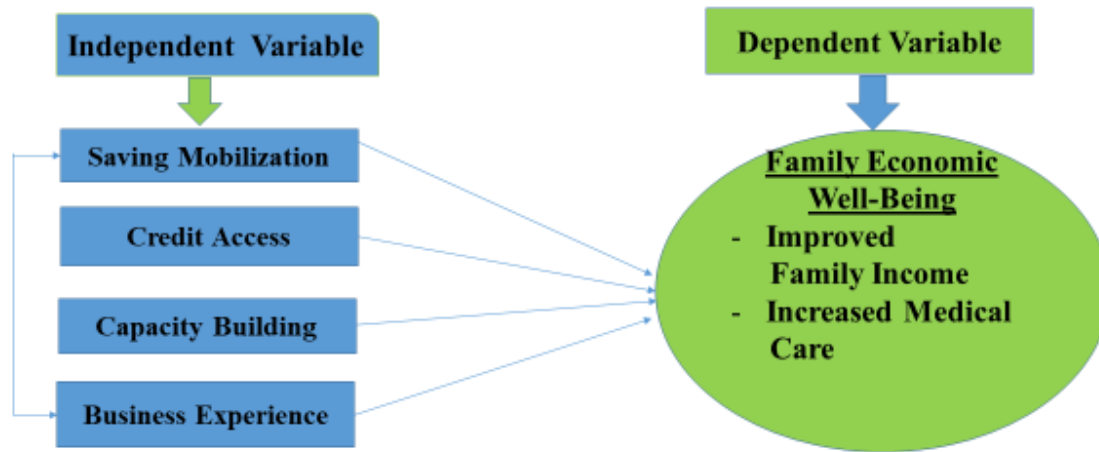 Independent Variable
Dependent Variable
Saving Mobilization
Credit Access
Capacity Building
Business Experience
Family Economic
Well-Being
- Improved
Family Income
- Increased Medical
Care